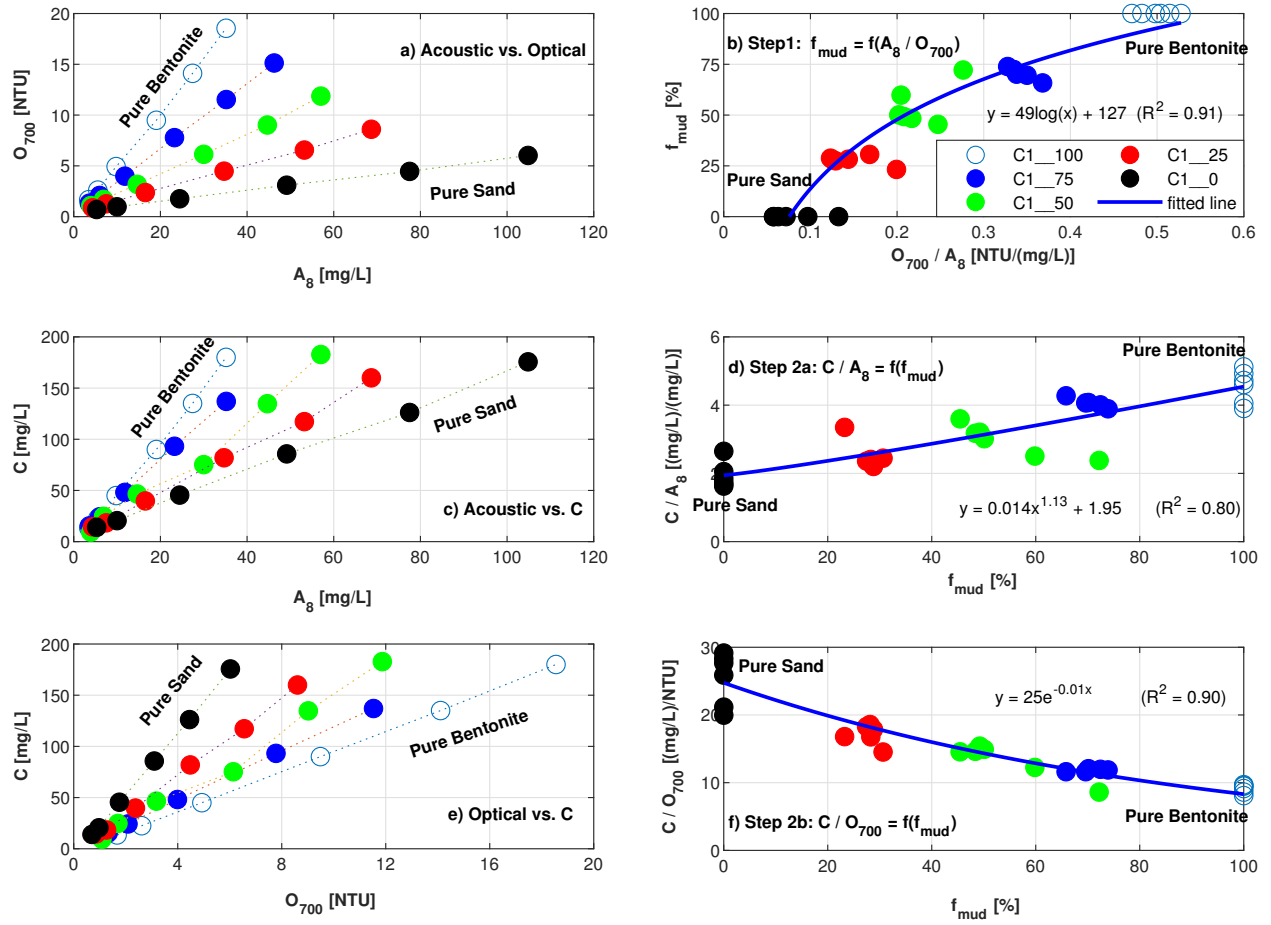 20
15
10
5
0
O700 [NTU]
a) Acoustic vs. Optical
Pure Bentonite
Pure Sand
0 20 40 60 80 100 120
A8 [mg/L]
100%
75
50
25
0
fmud [%]
b) Step1: fmud = f(A8 / O700)
Pure Bentonite
y = 49log(x) + 127 (R2 = 0.91)
Pure Sand
C1__100 C1__25
C1__75 C1__0
C1__50 fitted line
0 0.1 0.2 0.3 0.4 0.5 0.6
O700 / A8 [NTU/(mg/L)]
200
150
100
50
0
C [mg/L]
Pure Bentonite
Pure Sand
c) Acoustic vs. C
0 20 40 60 80 100 120
A8 [mg/L]
6
4
2
0
C / A8 [(mg/L)/(mg/L)]
Pure Bentonite
d) Step 2a: C / A8 = f(fmud)
Pure Sand
y = 0.014x1.13 + 1.95 (R2 = 0.80)
0 20 40 60 80 100
fmud [%]
200
150
100
50
0
C [mg/L]
Pure Sand
Pure Bentonite
e) Optical vs. C
0 4 8 12 16 20
O700 [NTU]
30
20
10
0
C / O700 [(mg/L)/NTU]
Pure Sand
y = 25e-0.01x (R2 = 0.90)
Pure Bentonite
f) Step 2b: C / O700 = f(fmud)
0 20 40 60 80 100
fmud [%]